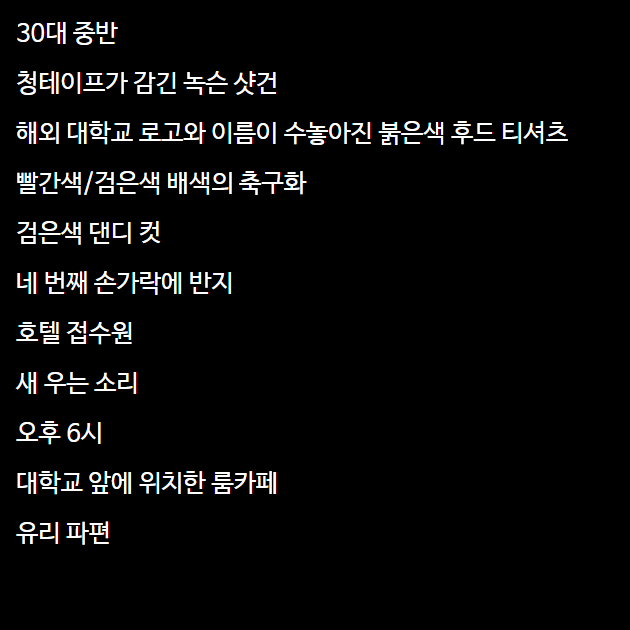 30대 중반
청테이프가 감긴 녹슨 샷건
해외 대학교 로고와 이름이 수놓아진 붉은색 후드 티셔츠
빨간색/검은색 배색의 축구화
검은색 댄디 컷
네 번째 손가락에 반지
호텔 접수원
새 우는 소리
오후 6시
대학교 앞에 위치한 룸카페
유리 파편